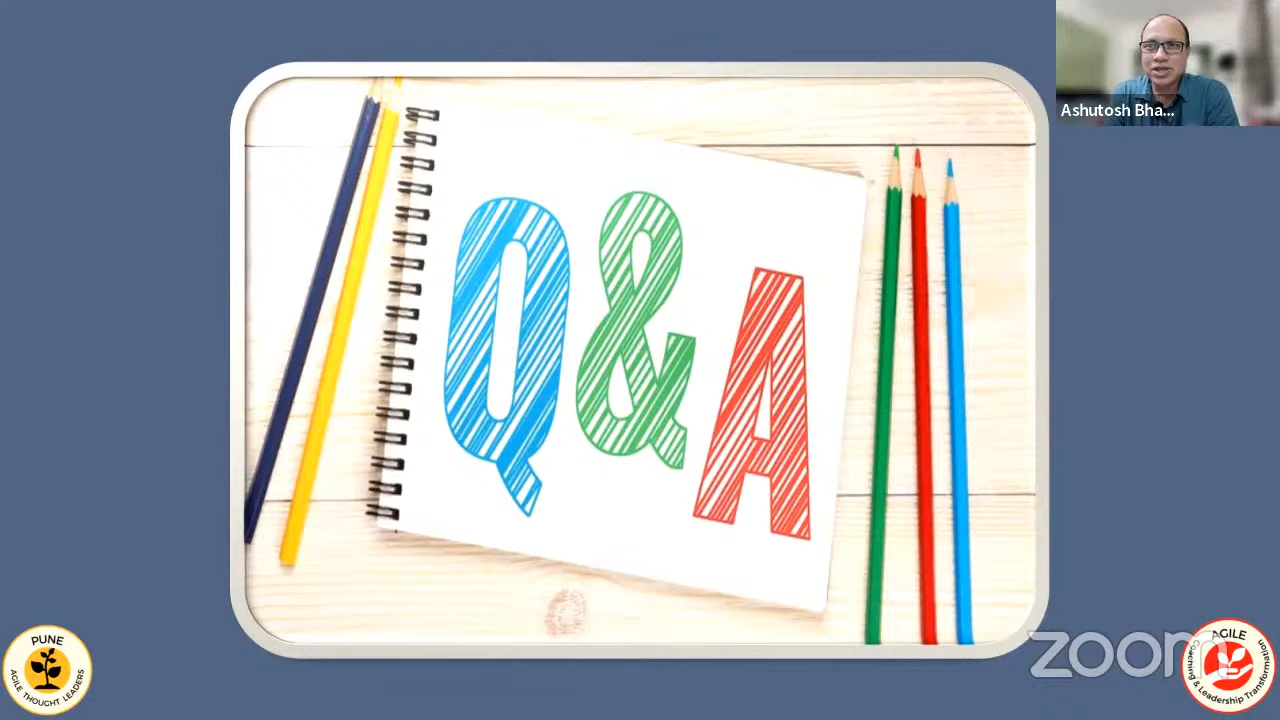 Ashutosh Bha...
Q & A
PUNE
AGILE THOUGHT LEADERS
zoom
AGILE
Coaching & Leadership Transformation